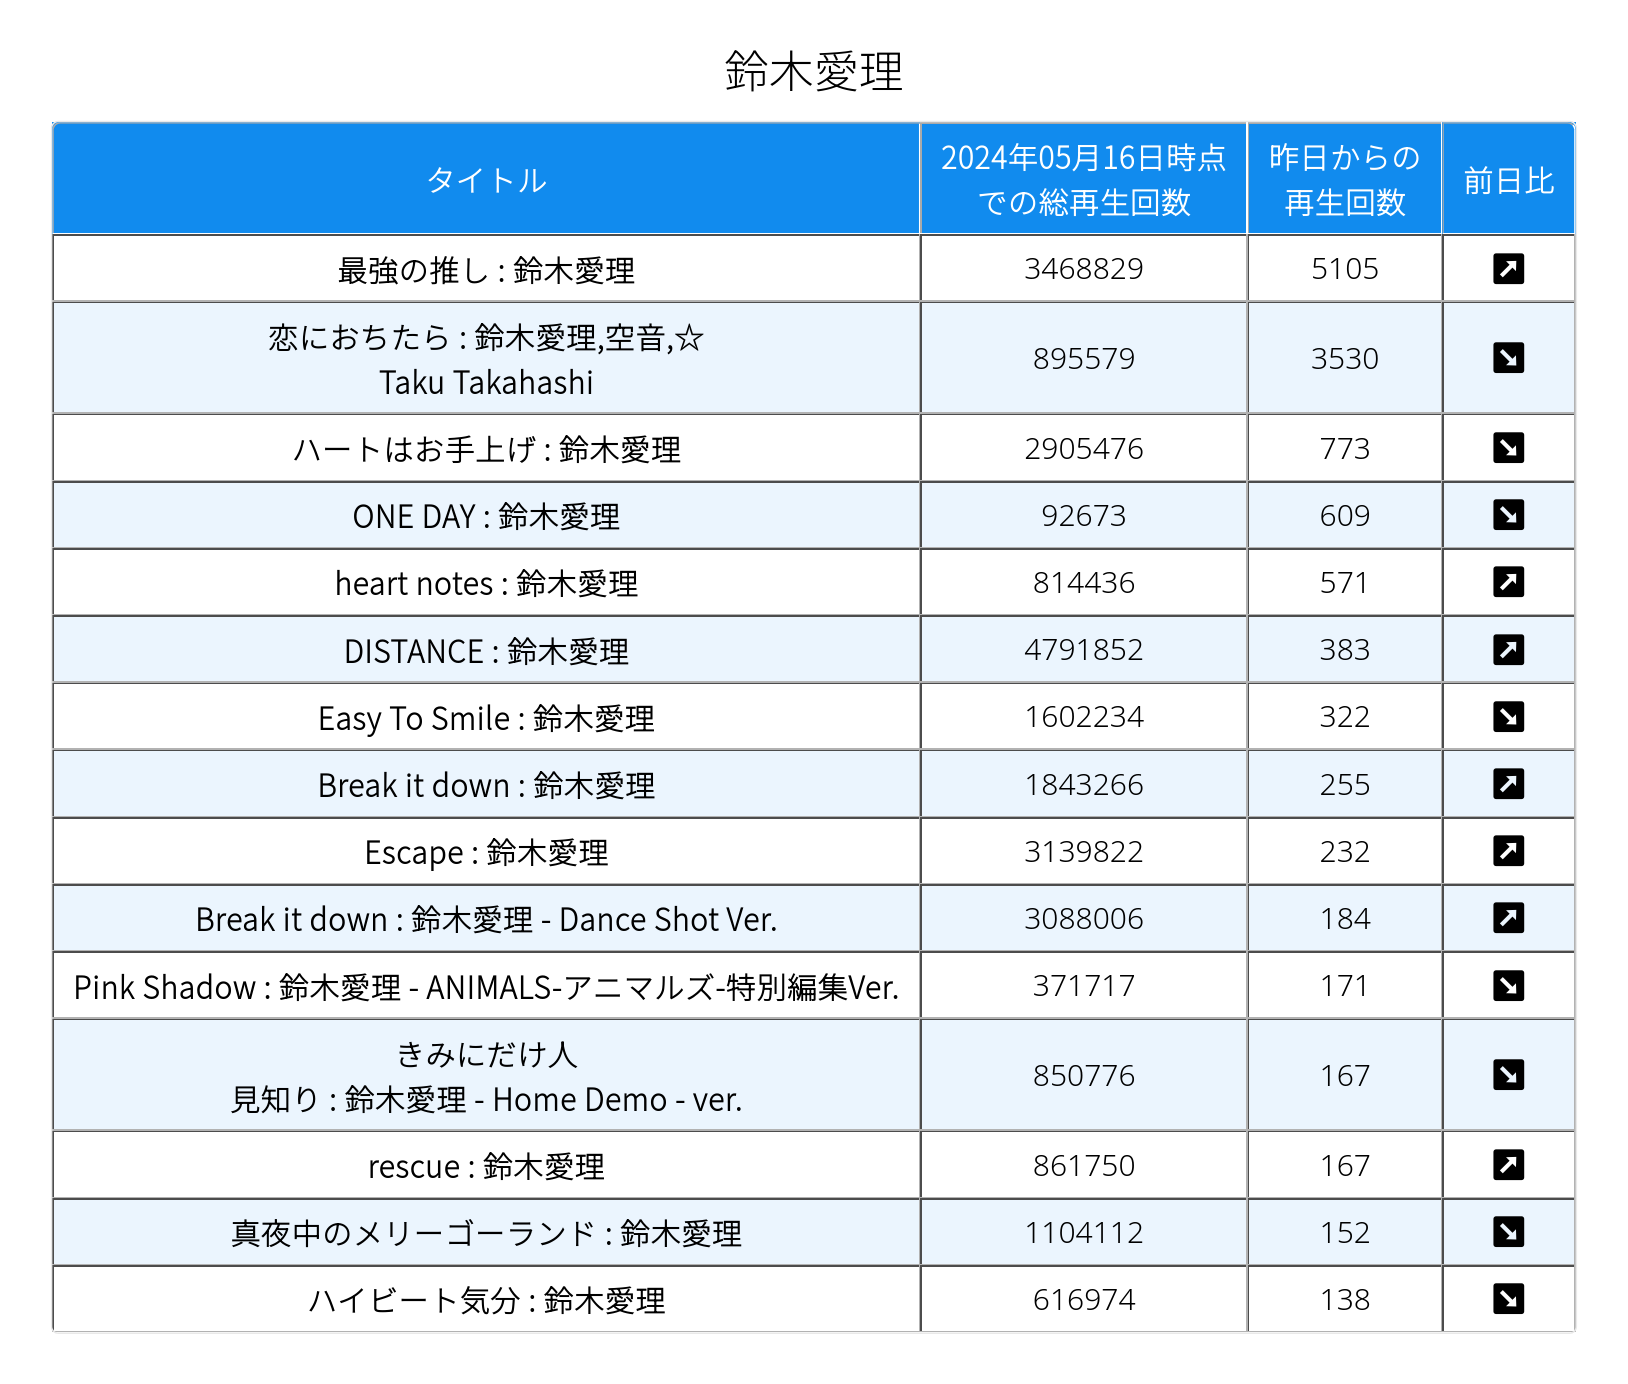 鈴木愛理
タイトル
2024年05月16日時点
での総再生回数
昨日からの
再生回数
前日比
最強の推し : 鈴木愛理 3468829 5105 ↗
恋におちたら : 鈴木愛理,空音,☆
Taku Takahashi 895579 3530 ↘
ハートはお手上げ : 鈴木愛理 2905476 773 ↘
ONE DAY : 鈴木愛理 92673 609 ↘
heart notes : 鈴木愛理 814436 571 ↗
DISTANCE : 鈴木愛理 4791852 383 ↗
Easy To Smile : 鈴木愛理 1602234 322 ↘
Break it down : 鈴木愛理 1843266 255 ↗
Escape : 鈴木愛理 3139822 232 ↗
Break it down : 鈴木愛理 - Dance Shot Ver. 3088006 184 ↗
Pink Shadow : 鈴木愛理 - ANIMALS-アニマルズ-特別編集Ver. 371717 171 ↘
きみにだけ人
見知り : 鈴木愛理 - Home Demo - ver. 850776 167 ↘
rescue : 鈴木愛理 861750 167 ↗
真夜中のメリーゴーランド : 鈴木愛理 1104112 152 ↘
ハイビート気分 : 鈴木愛理 616974 138 ↘